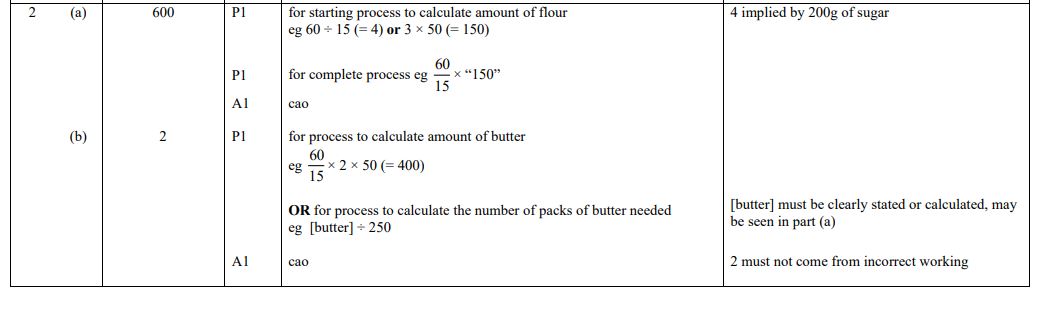 2 (a) 600 P1 for starting process to calculate amount of flour 4 implied by 200g of sugar
eg 60 ÷ 15 (= 4) or 3 × 50 (= 150)
P1 for complete process eg 60/15 × “150”
A1 cao
(b) 2 P1 for process to calculate amount of butter
eg 60/15 × 2 × 50 (= 400)
OR for process to calculate the number of packs of butter needed [butter] must be clearly stated or calculated, may
eg [butter] ÷ 250 be seen in part (a)
A1 cao 2 must not come from incorrect working